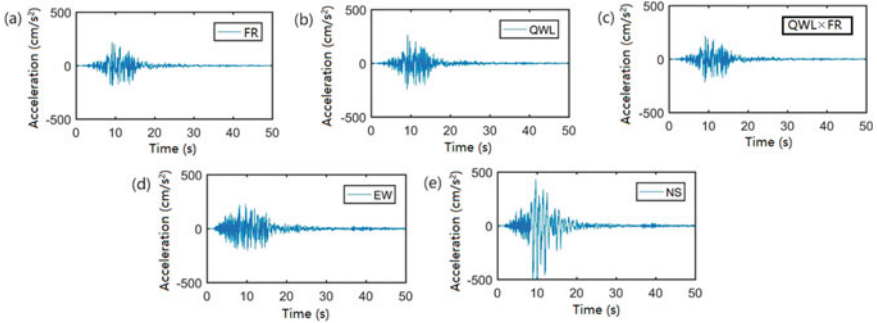 (a)
Acceleration (cm/s²)
500
0
-500
FR
0 10 20 30 40 50
Time (s)
(b)
Acceleration (cm/s²)
500
0
-500
QWL
0 10 20 30 40 50
Time (s)
(c)
Acceleration (cm/s²)
500
0
-500
QWL×FR
0 10 20 30 40 50
Time (s)
(d)
Acceleration (cm/s²)
500
0
-500
EW
0 10 20 30 40 50
Time (s)
(e)
Acceleration (cm/s²)
500
0
-500
NS
0 10 20 30 40 50
Time (s)